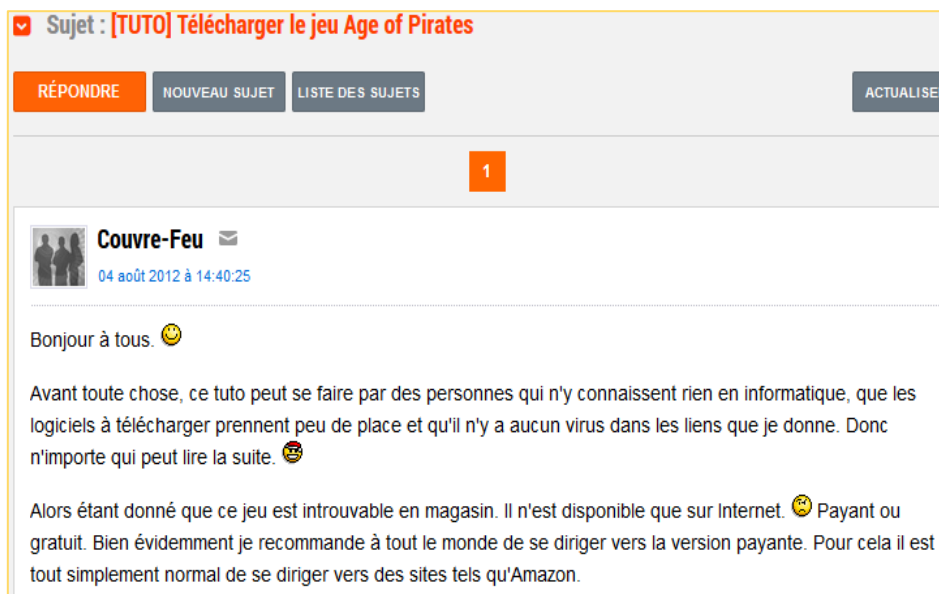 Sujet : [TUTO] Télécharger le jeu Age of Pirates
RÉPONDRE NOUVEAU SUJET LISTE DES SUJETS ACTUALISE
1
Couvre-Feu
04 août 2012 à 14:40:25
Bonjour à tous.
Avant toute chose, ce tuto peut se faire par des personnes qui n'y connaissent rien en informatique, que les
logiciels à télécharger prennent peu de place et qu'il n'y a aucun virus dans les liens que je donne. Donc
n'importe qui peut lire la suite.
Alors étant donné que ce jeu est introuvable en magasin. Il n'est disponible que sur Internet. Payant ou
gratuit. Bien évidemment je recommande à tout le monde de se diriger vers la version payante. Pour cela il est
tout simplement normal de se diriger vers des sites tels qu'Amazon.